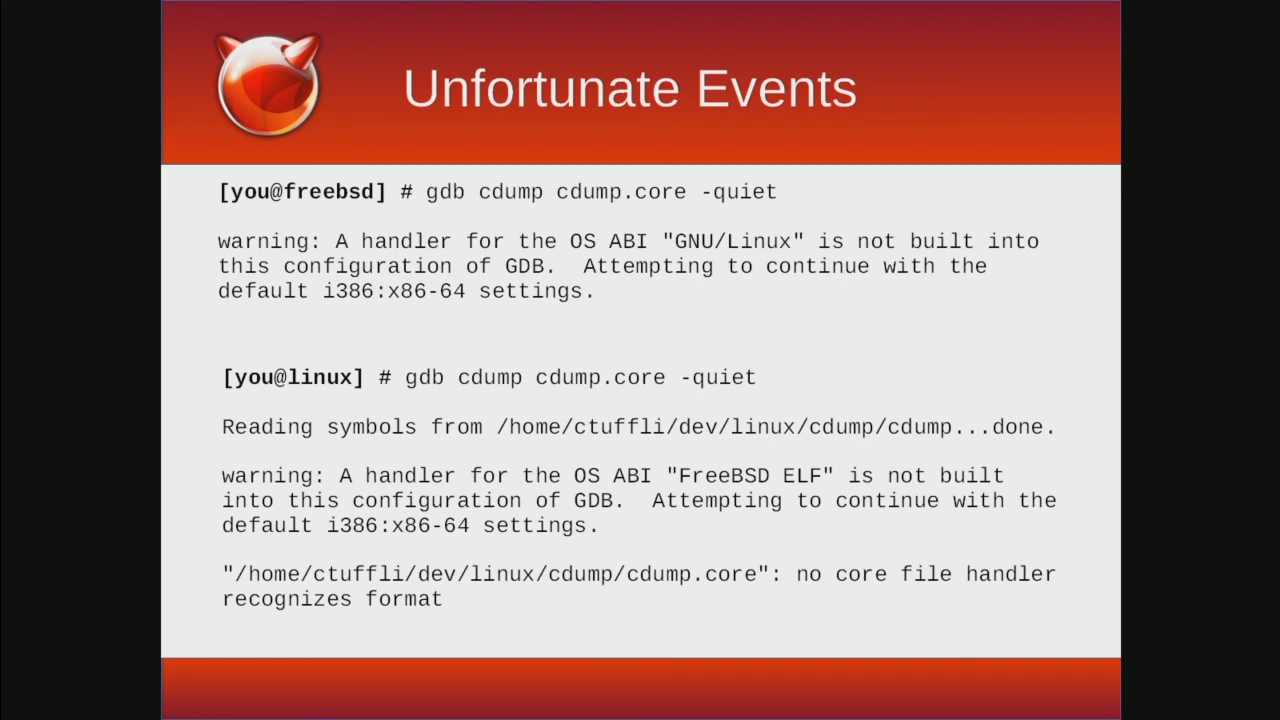 Unfortunate Events
[you@freebsd] # gdb cdump cdump.core -quiet
warning: A handler for the OS ABI "GNU/Linux" is not built into
this configuration of GDB.  Attempting to continue with the
default i386:x86-64 settings.
[you@linux] # gdb cdump cdump.core -quiet
Reading symbols from /home/ctuffli/dev/linux/cdump/cdump...done.
warning: A handler for the OS ABI "FreeBSD ELF" is not built
into this configuration of GDB.  Attempting to continue with the
default i386:x86-64 settings.
"/home/ctuffli/dev/linux/cdump/cdump.core": no core file handler
recognizes format